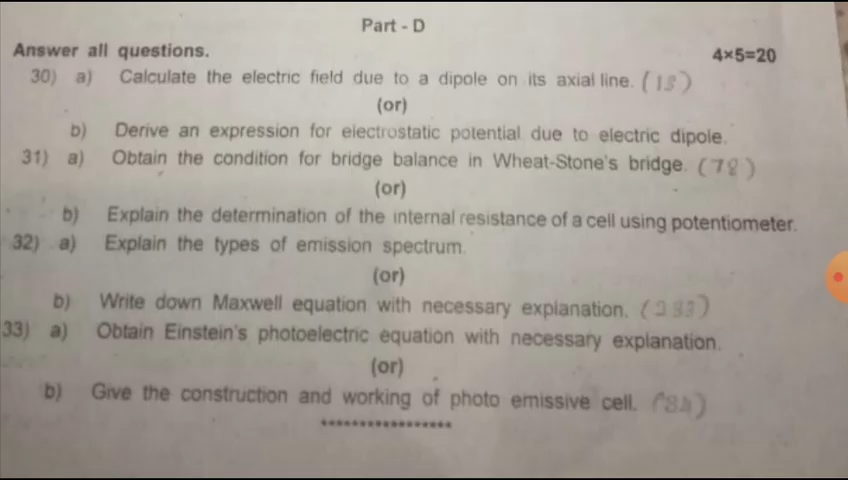 Part - D
Answer all questions. 4×5=20
30) a) Calculate the electric field due to a dipole on its axial line. (15)
(or)
b) Derive an expression for electrostatic potential due to electric dipole.
31) a) Obtain the condition for bridge balance in Wheat-Stone's bridge. (78)
(or)
b) Explain the determination of the internal resistance of a cell using potentiometer.
32) a) Explain the types of emission spectrum.
(or)
b) Write down Maxwell equation with necessary explanation. (233)
33) a) Obtain Einstein's photoelectric equation with necessary explanation.
(or)
b) Give the construction and working of photo emissive cell.
******************